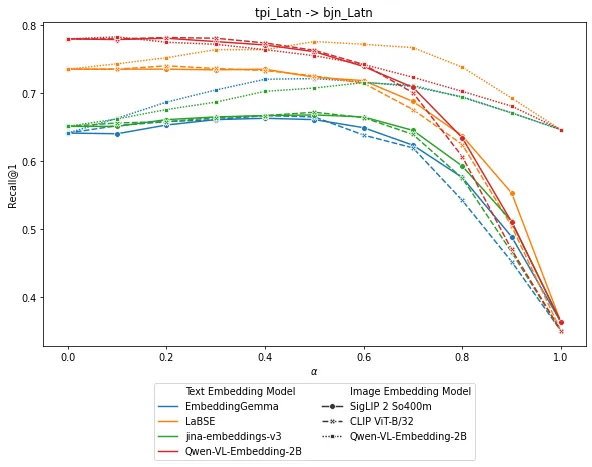 tpi_Latn -> bjn_Latn
Recall@1
0.8
0.7
0.6
0.5
0.4
0.0
0.2
0.4
0.6
0.8
1.0
α
Text Embedding Model
EmbeddingGemma
LaBSE
jina-embeddings-v3
Qwen-VL-Embedding-2B
Image Embedding Model
SigLIP 2 So400m
CLIP ViT-B/32
Qwen-VL-Embedding-2B